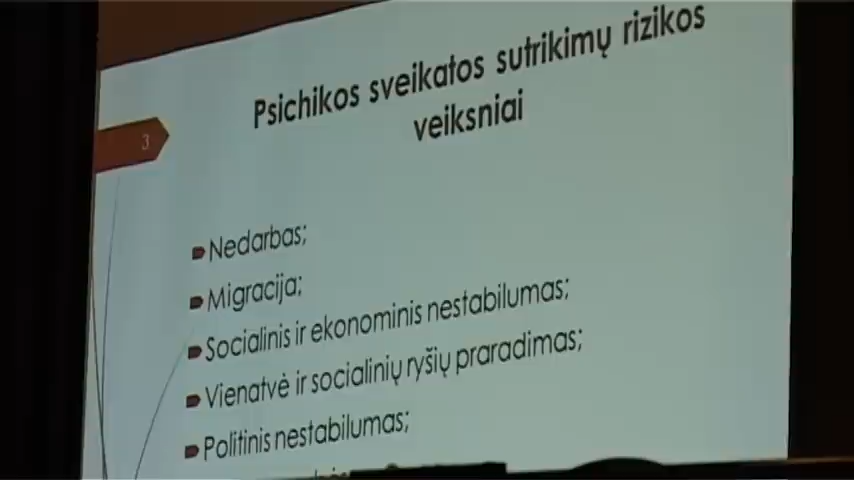 Psichikos sveikatos sutrikimų rizikos
veiksniai
3
Nedarbas;
Migracija;
Socialinis ir ekonominis nestabilumas;
Vienatvė ir socialinių ryšių praradimas;
Politinis nestabilumas;